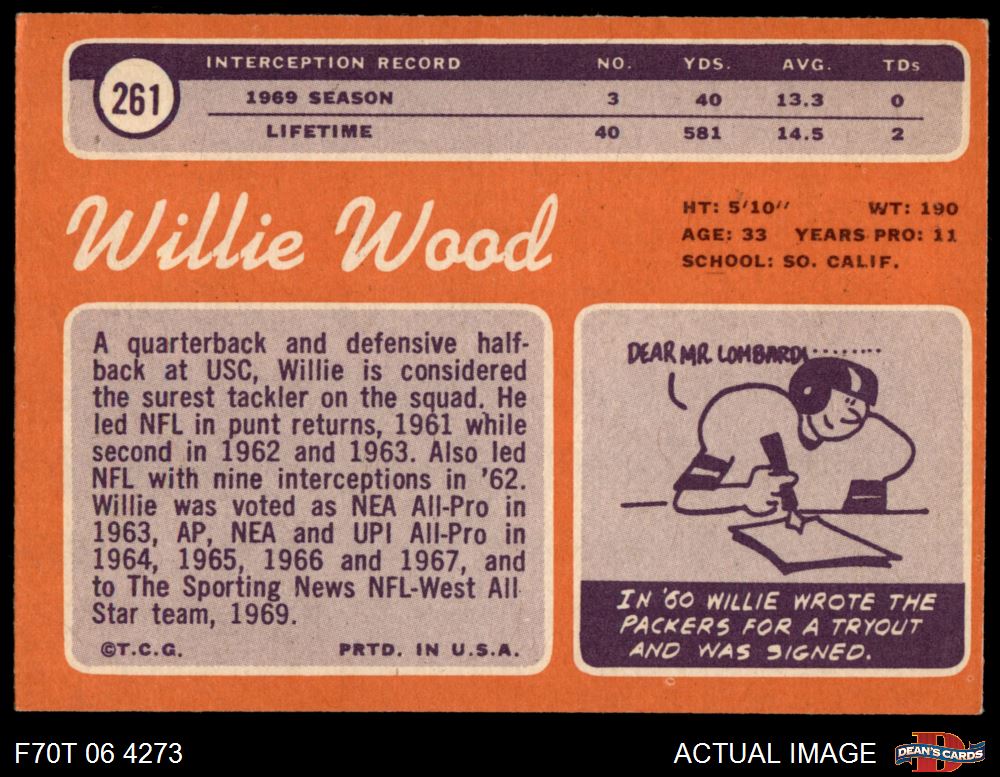 261
INTERCEPTION RECORD NO. YDS. AVG. TDs
1969 SEASON 3 40 13.3 0
LIFETIME 40 581 14.5 2
Willie Wood
HT: 5'10" WT: 190
AGE: 33 YEARS PRO: 11
SCHOOL: SO. CALIF.
A quarterback and defensive half-
back at USC, Willie is considered
the surest tackler on the squad. He
led NFL in punt returns, 1961 while
second in 1962 and 1963. Also led
NFL with nine interceptions in '62.
Willie was voted as NEA All-Pro in
1963, AP, NEA and UPI All-Pro in
1964, 1965, 1966 and 1967, and
to The Sporting News NFL-West All
Star team, 1969.
©T.C.G. PRTD. IN U.S.A.
DEAR MR. LOMBARDI........
IN '60 WILLIE WROTE THE
PACKERS FOR A TRYOUT
AND WAS SIGNED.
F70T 06 4273
ACTUAL IMAGE
D
DEAN'S CARDS